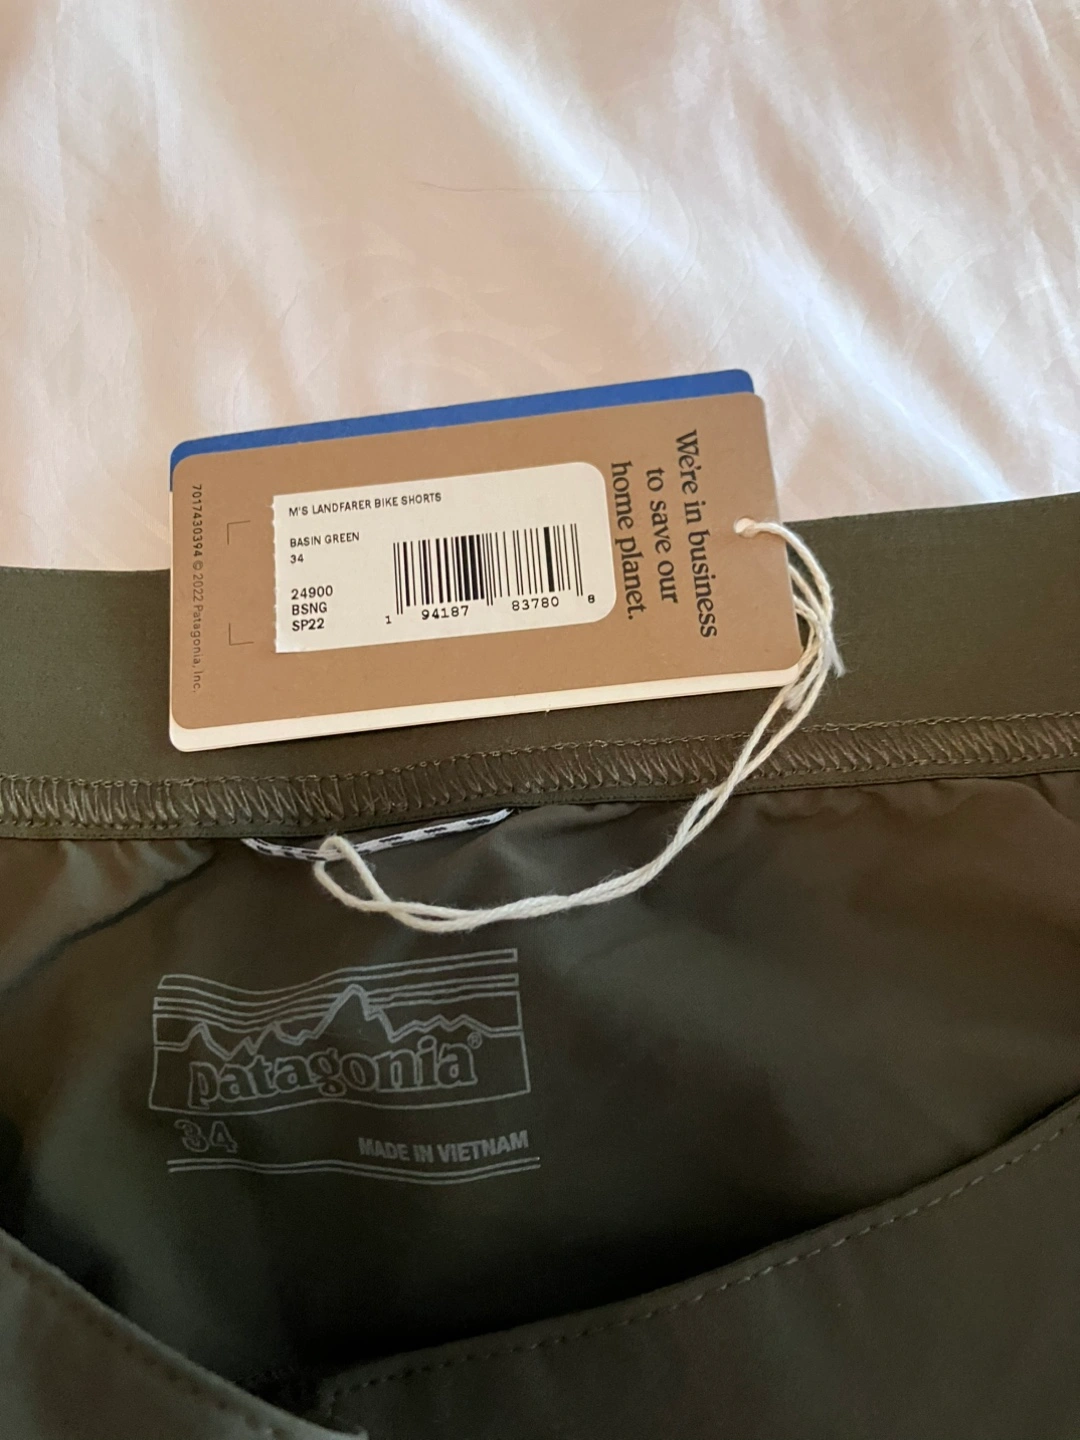 M'S LANDFARER BIKE SHORTS
BASIN GREEN
34
24900
BSNG
SP22
1 94187 83780 8
We're in business
to save our
home planet.
7017430394 © 2022 Patagonia, Inc.
patagonia®
34
MADE IN VIETNAM